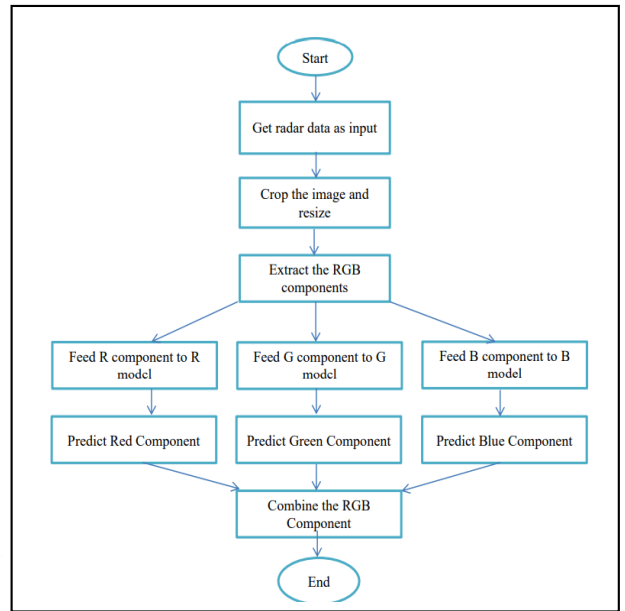 Start
Get radar data as input
Crop the image and
resize
Extract the RGB
components
Feed R component to R
model
Feed G component to G
model
Feed B component to B
model
Predict Red Component
Predict Green Component
Predict Blue Component
Combine the RGB
Component
End